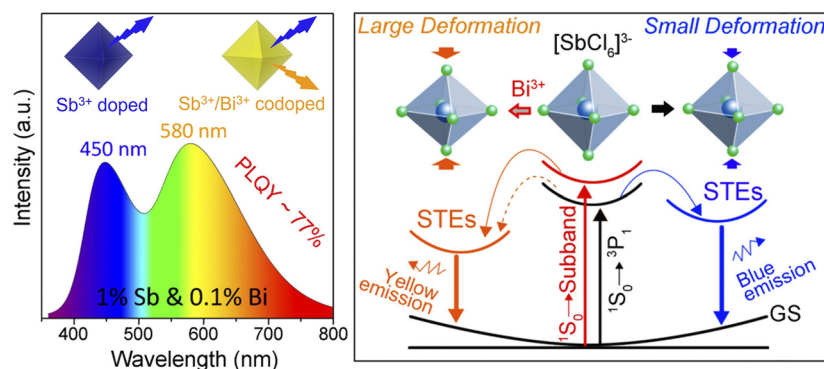 Sb³⁺ doped
Sb³⁺/Bi³⁺ codoped
450 nm
580 nm
PLQY ~ 77%
1% Sb & 0.1% Bi
Intensity (a.u.)
400
500
600
700
800
Wavelength (nm)
Large Deformation
[SbCl₆]³⁻
Small Deformation
Bi³⁺
STEs
STEs
Yellow
emission
¹S₀→Subband
¹S₀→³P₁
Blue
emission
GS